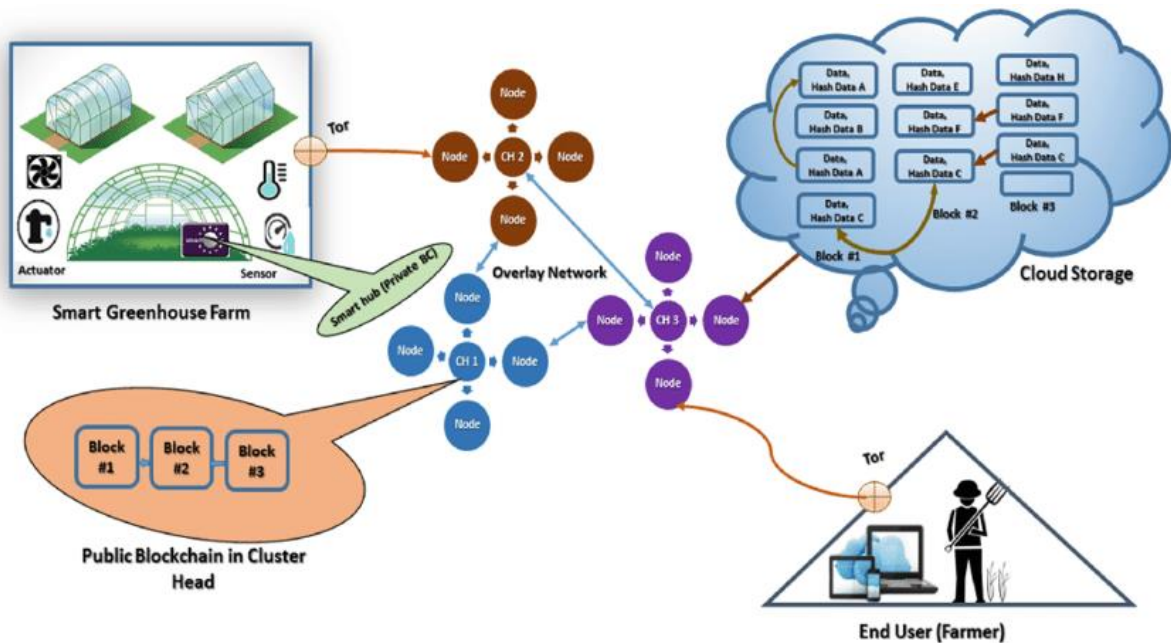 Tor
Actuator
Sensor
Smart hub (Private BC)
Smart Greenhouse Farm
Node
Node
CH 2
Node
Node
Overlay Network
Node
Node
CH 1
Node
Node
Node
Node
CH 3
Node
Node
Data,
Hash Data A
Data,
Hash Data B
Data,
Hash Data A
Data,
Hash Data C
Block #1
Data,
Hash Data E
Data,
Hash Data F
Data,
Hash Data C
Block #2
Data,
Hash Data H
Data,
Hash Data F
Data,
Hash Data C
Block #3
Cloud Storage
Block
#1
Block
#2
Block
#3
Public Blockchain in Cluster
Head
Tor
End User (Farmer)